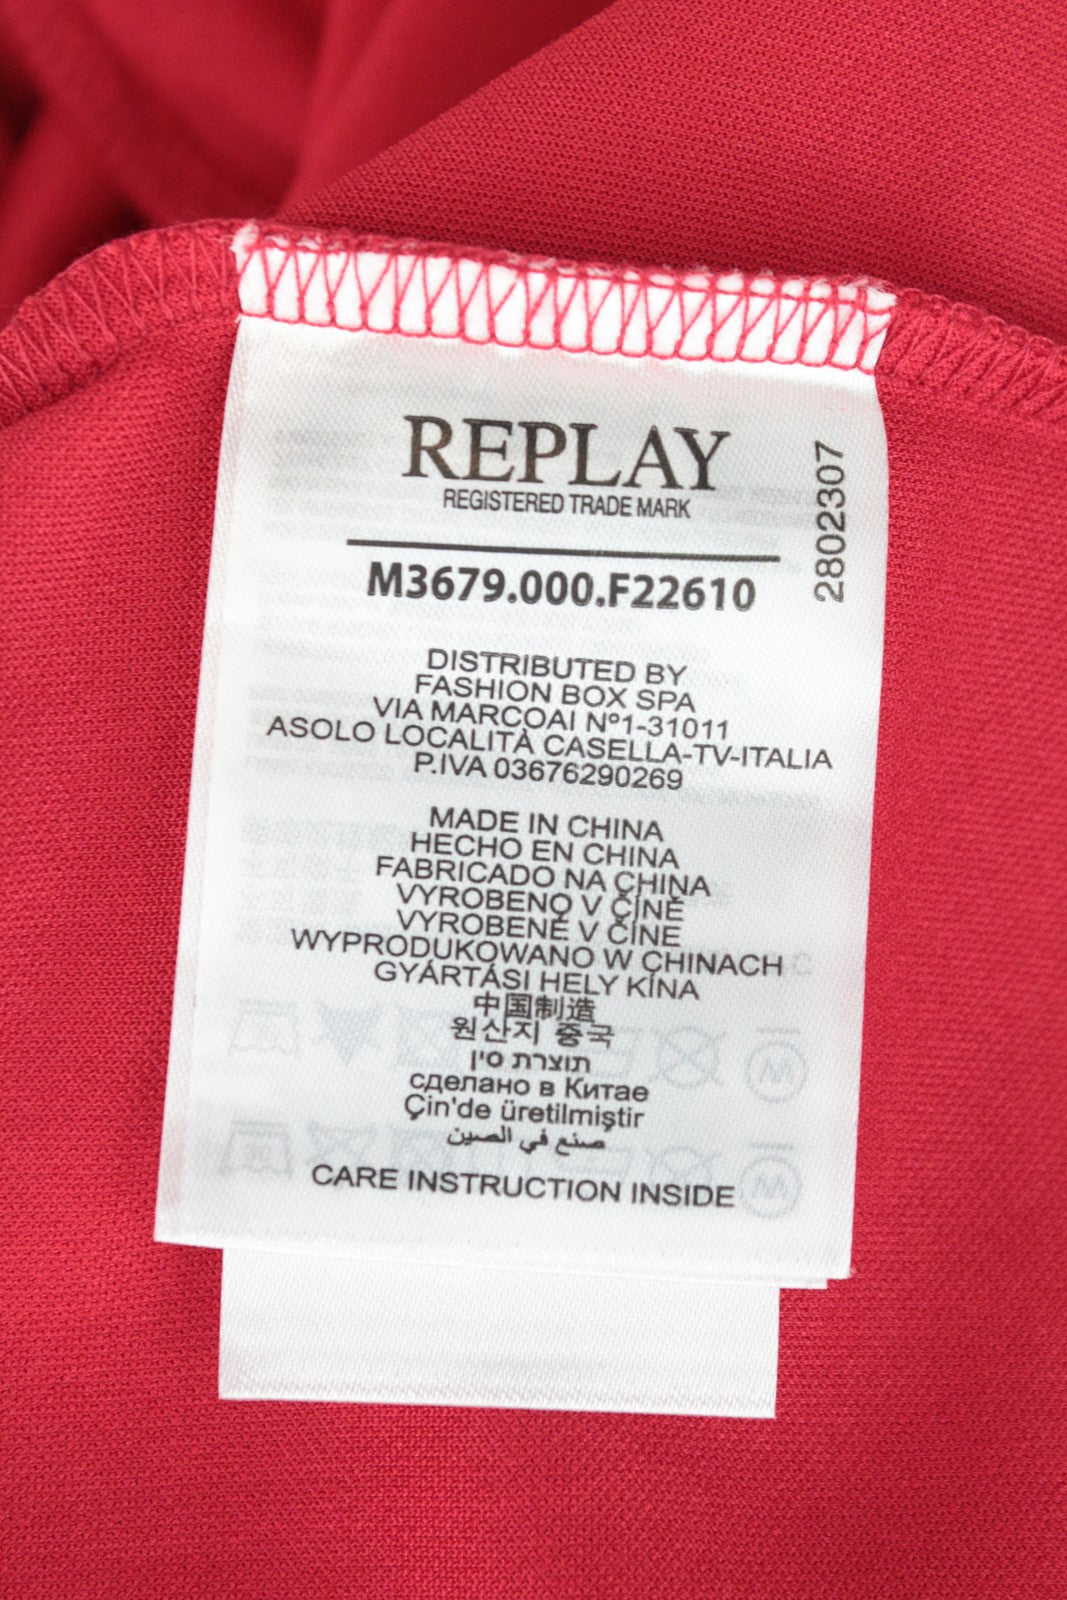 REPLAY
REGISTERED TRADE MARK
2802307
M3679.000.F22610
DISTRIBUTED BY
FASHION BOX SPA
VIA MARCOAI Nº1-31011
ASOLO LOCALITÀ CASELLA-TV-ITALIA
P.IVA 03676290269
MADE IN CHINA
HECHO EN CHINA
FABRICADO NA CHINA
VYROBENO V ČÍNĚ
VYROBENÉ V ČÍNE
WYPRODUKOWANO W CHINACH
GYÁRTÁSI HELY KÍNA
中国制造
원산지 중국
תוצרת סין
сделано в Китае
Çin'de üretilmiştir
صنع في الصين
CARE INSTRUCTION INSIDE